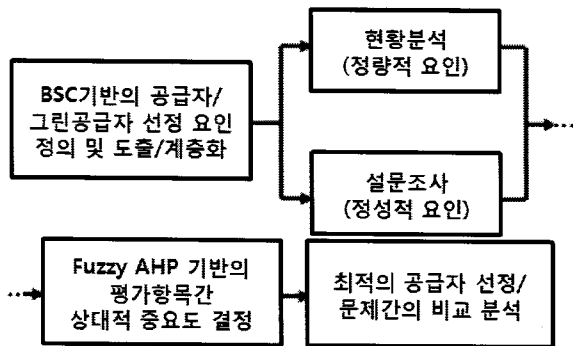 BSC기반의 공급자/
그린공급자 선정 요인
정의 및 도출/계층화
현황분석
(정량적 요인)
설문조사
(정성적 요인)
Fuzzy AHP 기반의
평가항목간
상대적 중요도 결정
최적의 공급자 선정/
문제간의 비교 분석